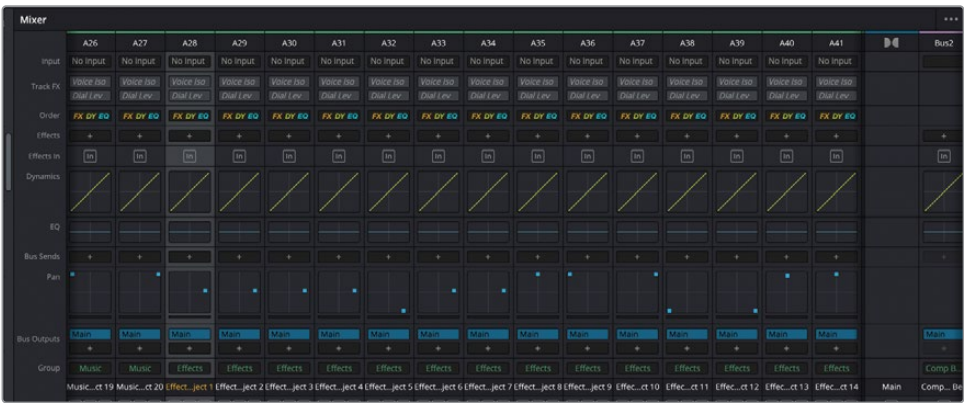 Mixer
A26 A27 A28 A29 A30 A31 A32 A33 A34 A35 A36 A37 A38 A39 A40 A41 Bus2
Input No Input No Input No Input No Input No Input No Input No Input No Input No Input No Input No Input No Input No Input No Input No Input No Input
Track FX Voice Iso Voice Iso Voice Iso Voice Iso Voice Iso Voice Iso Voice Iso Voice Iso Voice Iso Voice Iso Voice Iso Voice Iso Voice Iso Voice Iso Voice Iso Voice Iso
Dial Lev Dial Lev Dial Lev Dial Lev Dial Lev Dial Lev Dial Lev Dial Lev Dial Lev Dial Lev Dial Lev Dial Lev Dial Lev Dial Lev Dial Lev Dial Lev
Order FX DY EQ FX DY EQ FX DY EQ FX DY EQ FX DY EQ FX DY EQ FX DY EQ FX DY EQ FX DY EQ FX DY EQ FX DY EQ FX DY EQ FX DY EQ FX DY EQ FX DY EQ FX DY EQ
Effects + + + + + + + + + + + + + + + + +
Effects In In In In In In In In In In In In In In In In In In
Dynamics
EQ
Bus Sends + + + + + + + + + + + + + + + + +
Pan
Bus Outputs Main Main Main Main Main Main Main Main Main Main Main Main Main Main Main Main Main
+ + + + + + + + + + + + + + + + +
Group Music Music Effects Effects Effects Effects Effects Effects Effects Effects Effects Effects Effects Effects Effects Effects Comp B...
Music...ct 19 Music...ct 20 Effect...ject 1 Effect...ject 2 Effect...ject 3 Effect...ject 4 Effect...ject 5 Effect...ject 6 Effect...ject 7 Effect...ject 8 Effect...ject 9 Effec...ct 10 Effec...ct 11 Effec...ct 12 Effec...ct 13 Effec...ct 14 Main Comp... Be